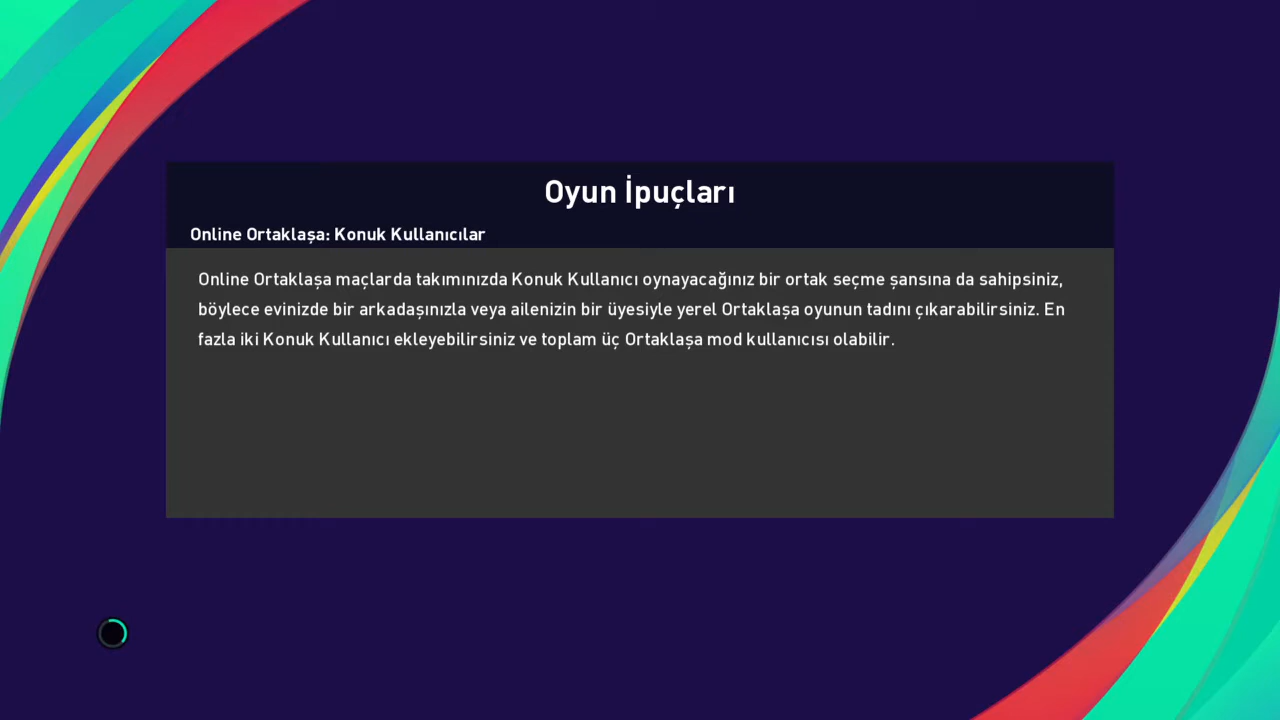 Oyun İpuçları
Online Ortaklaşa: Konuk Kullanıcılar
Online Ortaklaşa maçlarda takımınızda Konuk Kullanıcı oynayacağınız bir ortak seçme şansına da sahipsiniz,
böylece evinizde bir arkadaşınızla veya ailenizin bir üyesiyle yerel Ortaklaşa oyunun tadını çıkarabilirsiniz. En
fazla iki Konuk Kullanıcı ekleyebilirsiniz ve toplam üç Ortaklaşa mod kullanıcısı olabilir.